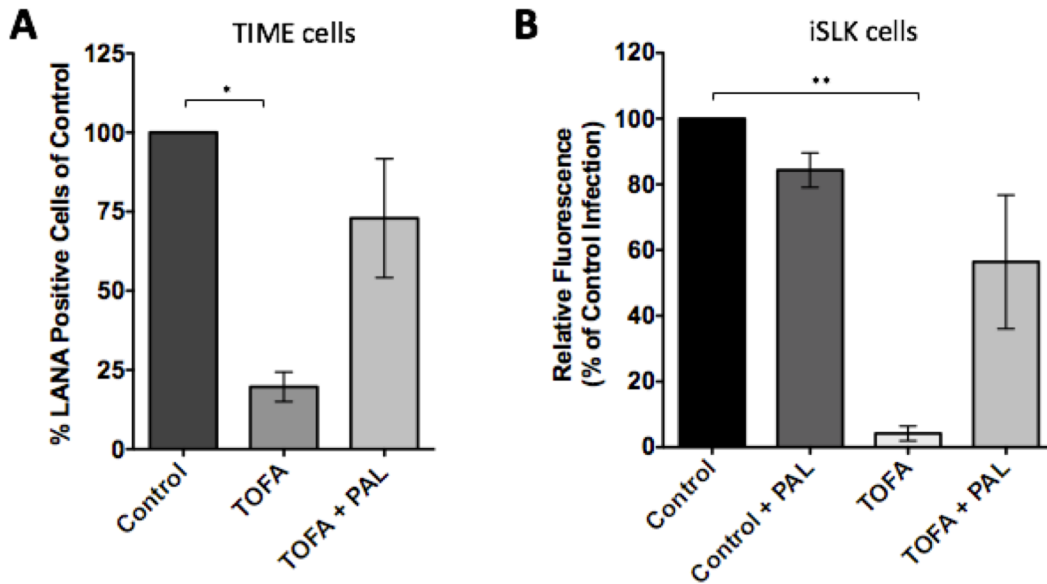 A
TIME cells
% LANA Positive Cells of Control
125
100
75
50
25
0
*
Control
TOFA
TOFA + PAL
B
iSLK cells
Relative Fluorescence
(% of Control Infection)
120
100
80
60
40
20
0
**
Control
Control + PAL
TOFA
TOFA + PAL